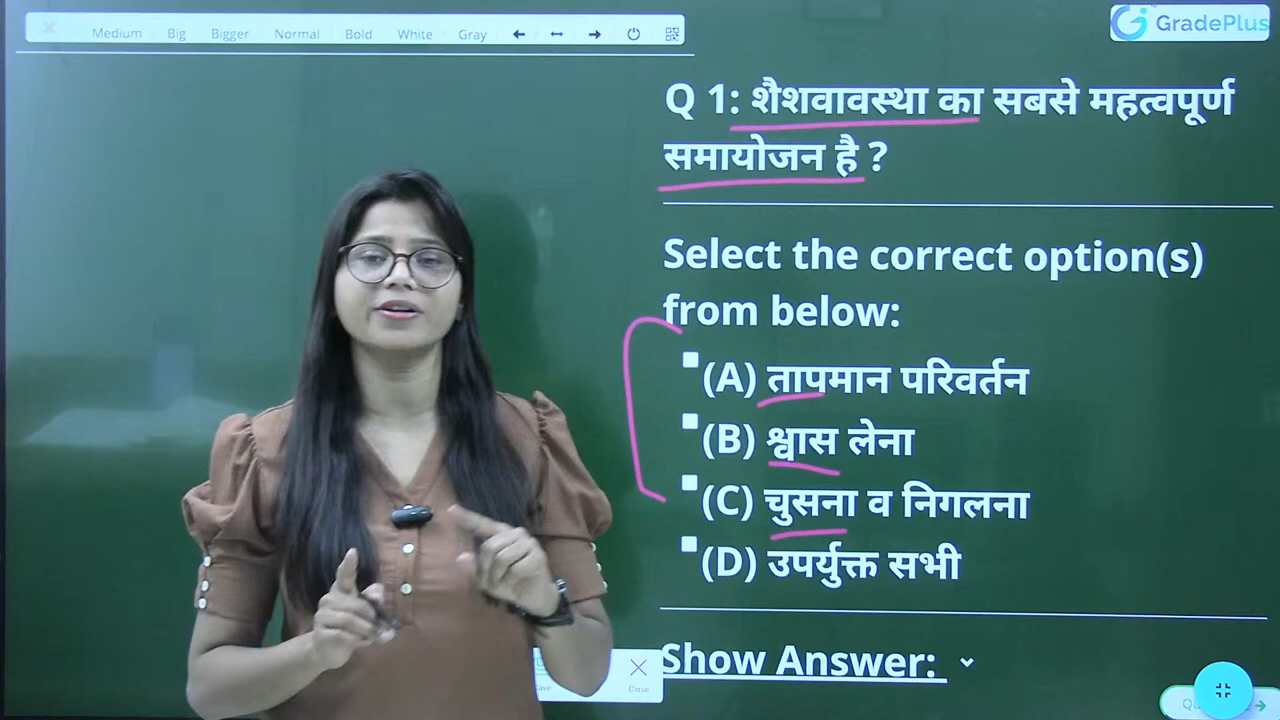 Medium Big Bigger Normal Bold White Gray
GradePlus
Q 1: शैशवावस्था का सबसे महत्वपूर्ण
समायोजन है ?
Select the correct option(s)
from below:
(A) तापमान परिवर्तन
(B) श्वास लेना
(C) चुसना व निगलना
(D) उपर्युक्त सभी
Show Answer:
Close